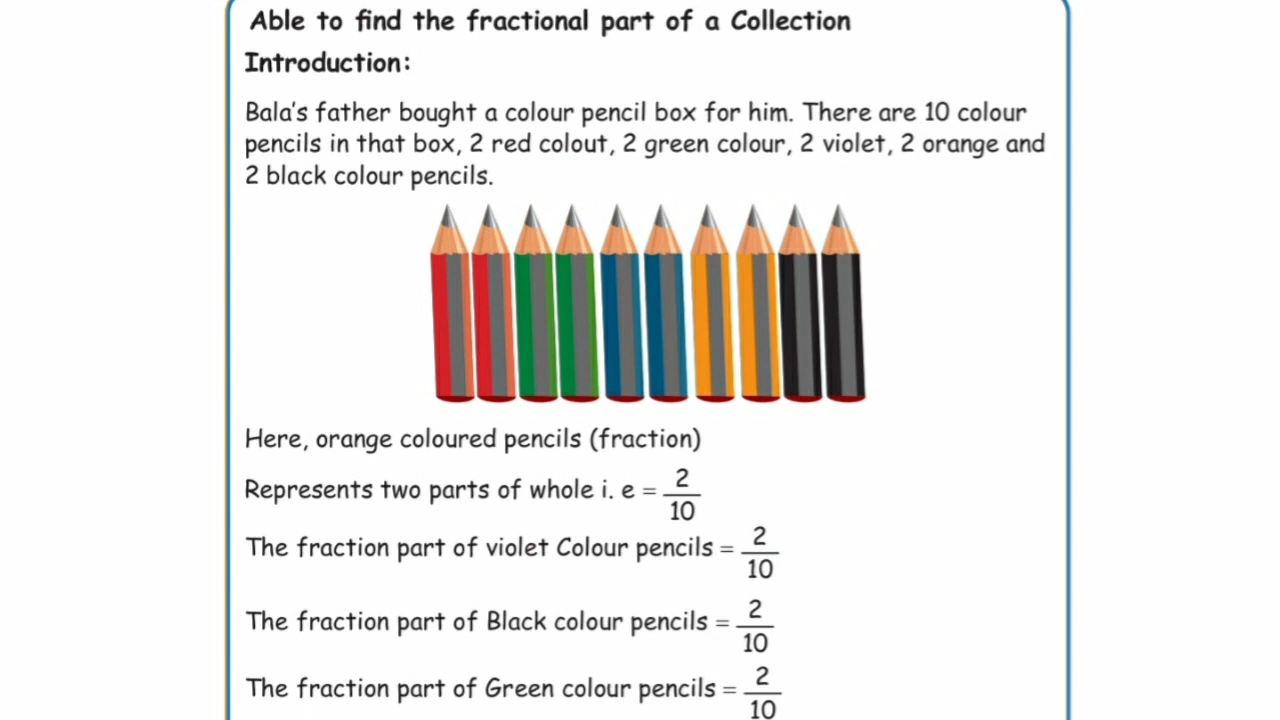 Able to find the fractional part of a Collection
Introduction:
Bala's father bought a colour pencil box for him. There are 10 colour
pencils in that box, 2 red colout, 2 green colour, 2 violet, 2 orange and
2 black colour pencils.
Here, orange coloured pencils (fraction)
Represents two parts of whole i. e = 2/10
The fraction part of violet Colour pencils = 2/10
The fraction part of Black colour pencils = 2/10
The fraction part of Green colour pencils = 2/10